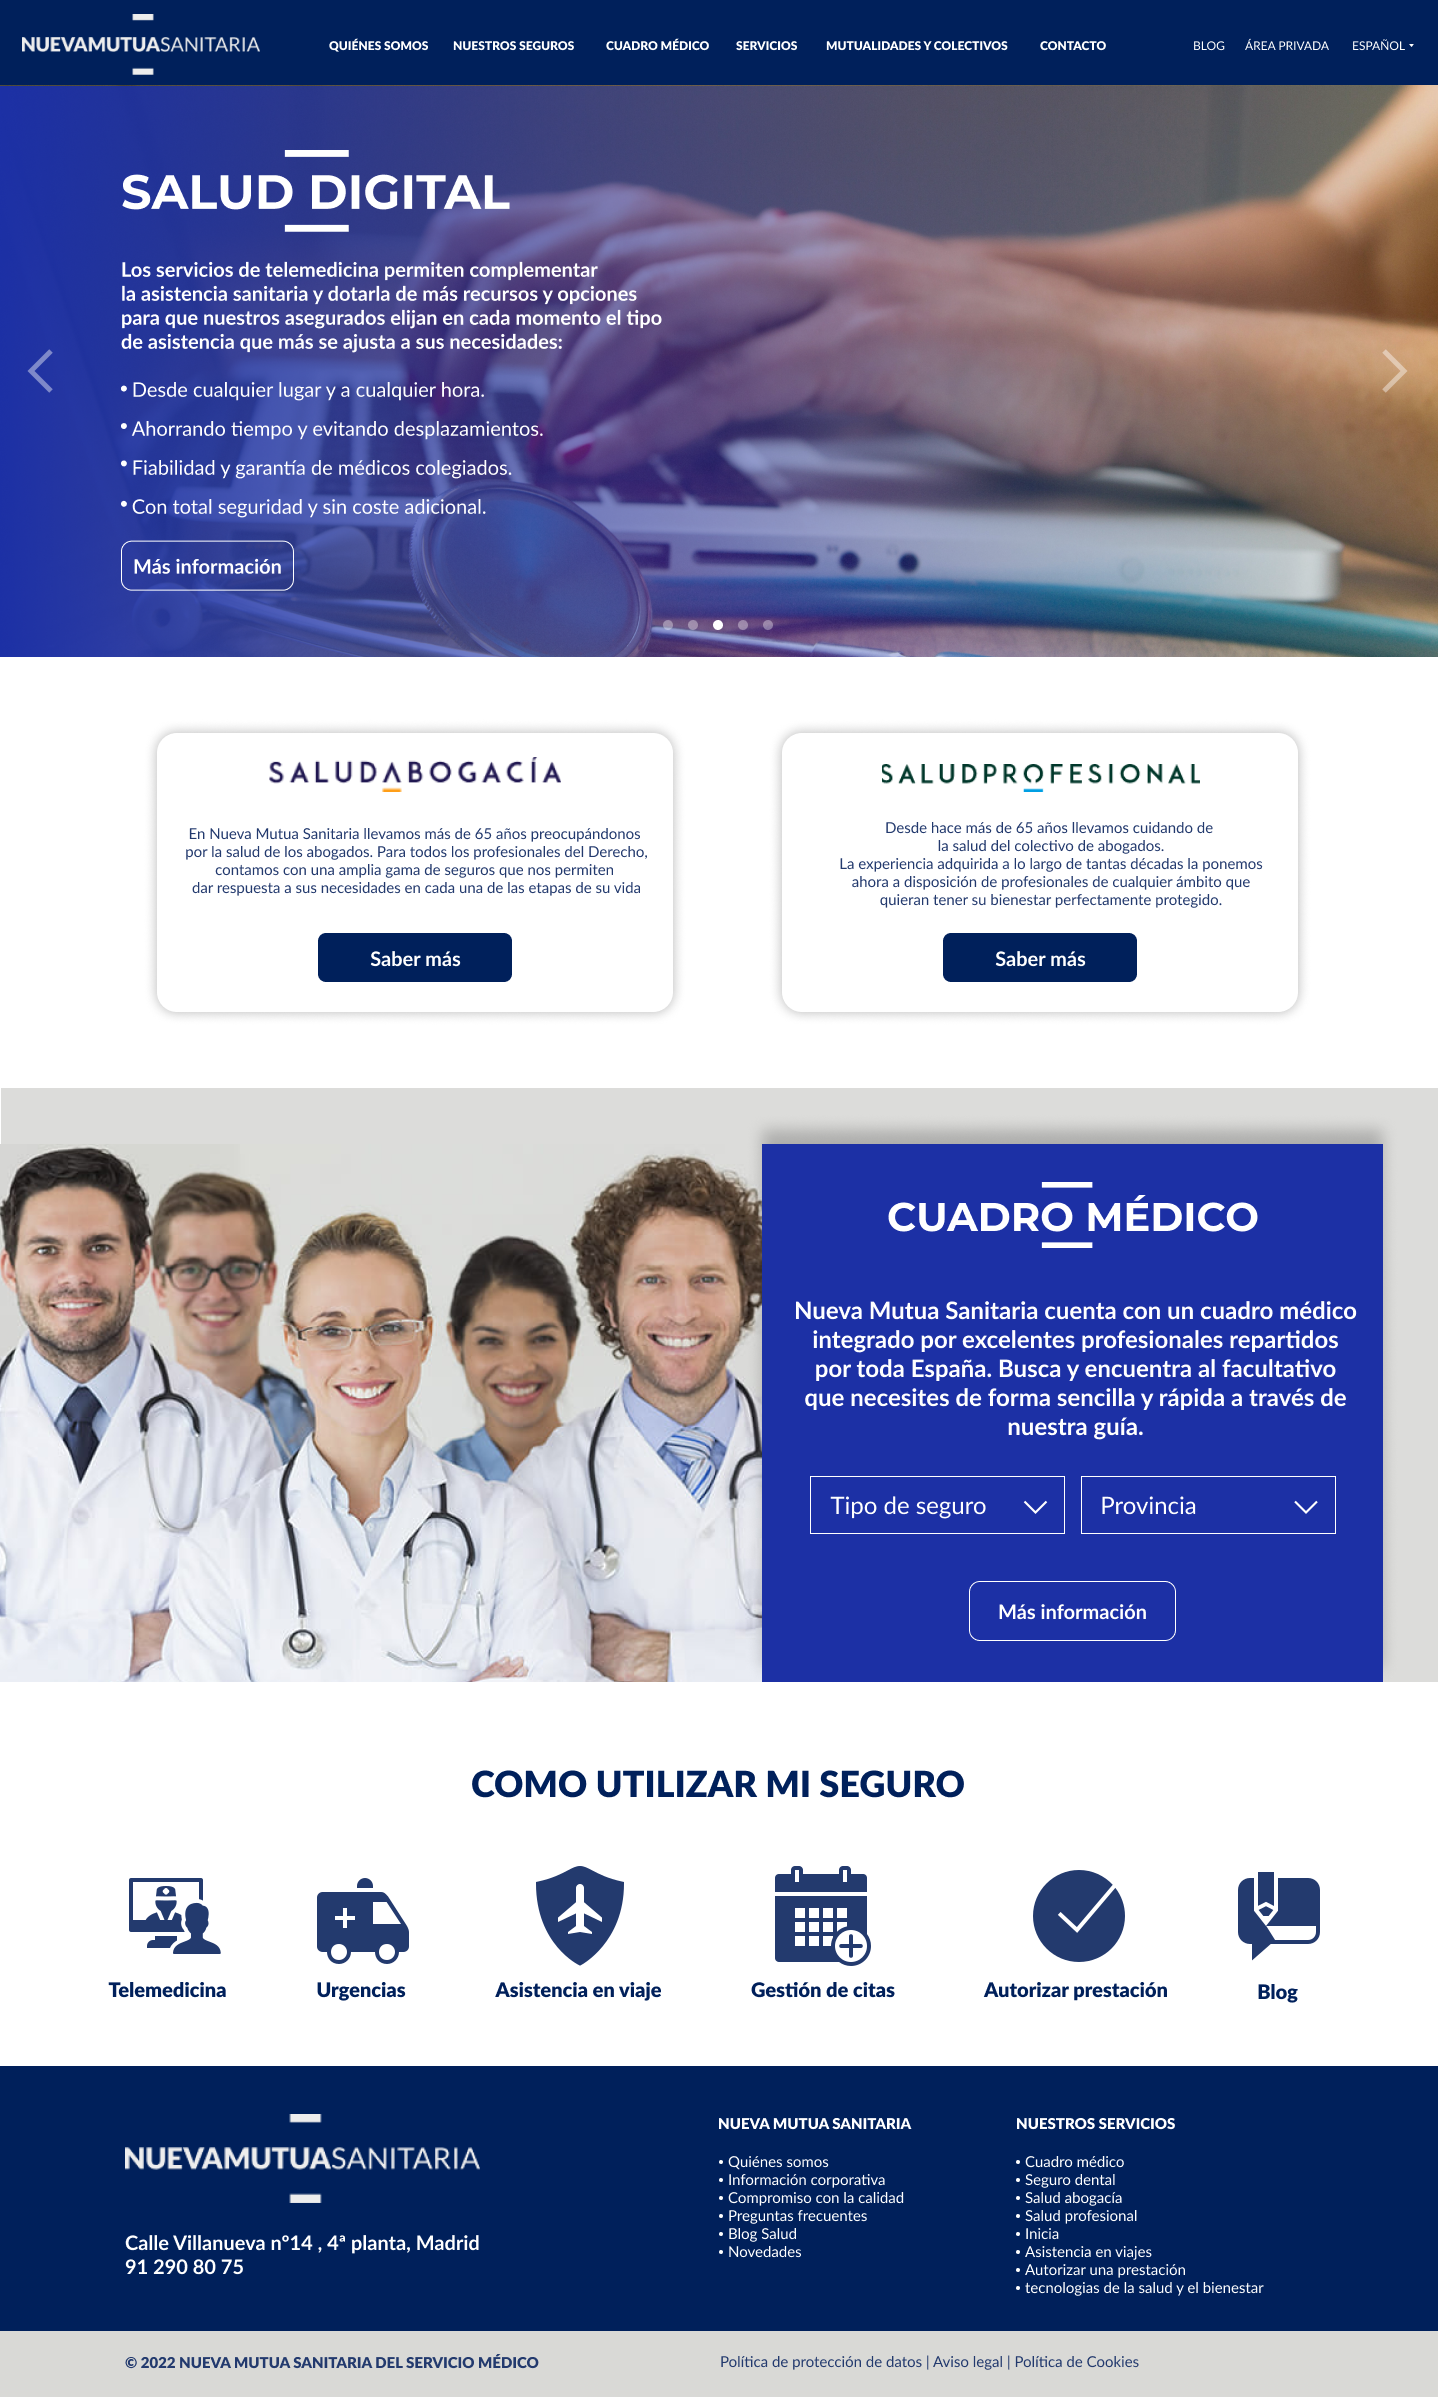 NUEVAMUTUASANITARIA
QUIÉNES SOMOS
NUESTROS SEGUROS
CUADRO MÉDICO
SERVICIOS
MUTUALIDADES Y COLECTIVOS
CONTACTO
BLOG
ÁREA PRIVADA
ESPAÑOL
SALUD DIGITAL
Los servicios de telemedicina permiten complementar
la asistencia sanitaria y dotarla de más recursos y opciones
para que nuestros asegurados elijan en cada momento el tipo
de asistencia que más se ajusta a sus necesidades:
• Desde cualquier lugar y a cualquier hora.
• Ahorrando tiempo y evitando desplazamientos.
• Fiabilidad y garantía de médicos colegiados.
• Con total seguridad y sin coste adicional.
Más información
SALUDABOGACÍA
En Nueva Mutua Sanitaria llevamos más de 65 años preocupándonos
por la salud de los abogados. Para todos los profesionales del Derecho,
contamos con una amplia gama de seguros que nos permiten
dar respuesta a sus necesidades en cada una de las etapas de su vida
Saber más
SALUDPROFESIONAL
Desde hace más de 65 años llevamos cuidando de
la salud del colectivo de abogados.
La experiencia adquirida a lo largo de tantas décadas la ponemos
ahora a disposición de profesionales de cualquier ámbito que
quieran tener su bienestar perfectamente protegido.
Saber más
CUADRO MÉDICO
Nueva Mutua Sanitaria cuenta con un cuadro médico
integrado por excelentes profesionales repartidos
por toda España. Busca y encuentra al facultativo
que necesites de forma sencilla y rápida a través de
nuestra guía.
Tipo de seguro
Provincia
Más información
COMO UTILIZAR MI SEGURO
Telemedicina
Urgencias
Asistencia en viaje
Gestión de citas
Autorizar prestación
Blog
NUEVAMUTUASANITARIA
Calle Villanueva nº14 , 4ª planta, Madrid
91 290 80 75
NUEVA MUTUA SANITARIA
• Quiénes somos
• Información corporativa
• Compromiso con la calidad
• Preguntas frecuentes
• Blog Salud
• Novedades
NUESTROS SERVICIOS
• Cuadro médico
• Seguro dental
• Salud abogacía
• Salud profesional
• Inicia
• Asistencia en viajes
• Autorizar una prestación
• tecnologias de la salud y el bienestar
© 2022 NUEVA MUTUA SANITARIA DEL SERVICIO MÉDICO
Política de protección de datos | Aviso legal | Política de Cookies